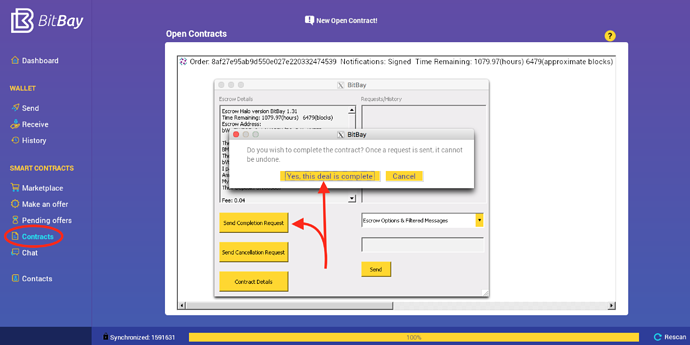 BitBay
New Open Contract!
Open Contracts
?
Dashboard
WALLET
Send
Receive
History
SMART CONTRACTS
Marketplace
Make an offer
Pending offers
Contracts
Chat
Contacts
Order: 8af27e95ab9d550e027e220332474539 Notifications: Signed Time Remaining: 1079.97(hours) 6479(approximate blocks)
BitBay
Escrow Details
Requests/History
Escrow Halo version BitBay 1.31
Time Remaining: 1079.97(hours) 6479(blocks)
Escrow Address:
BitBay
Do you wish to complete the contract? Once a request is sent, it cannot
be undone.
Yes, this deal is complete
Cancel
Fee: 0.04
Send Completion Request
Escrow Options & Filtered Messages
Send Cancellation Request
Send
Contract Details
Synchronized: 1591631
100%
Rescan